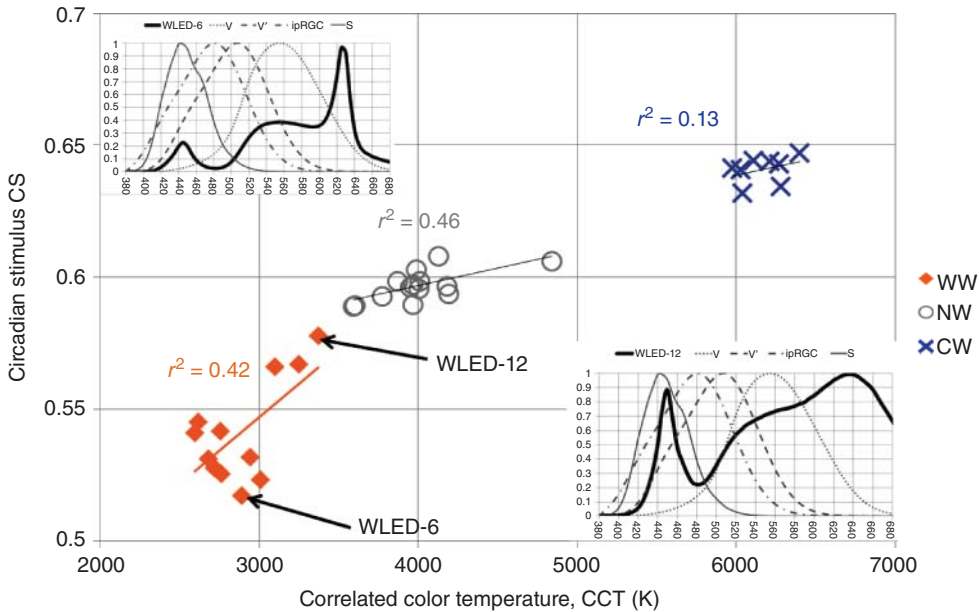 0.7
0.65
0.6
0.55
0.5
Circadian stimulus CS
2000 3000 4000 5000 6000 7000
Correlated color temperature, CCT (K)
WLED-6 V V' ipRGC S
1
0.9
0.8
0.7
0.6
0.5
0.4
0.3
0.2
0.1
0
380 400 420 440 460 480 500 520 540 560 580 600 620 640 660 680
r² = 0.13
r² = 0.46
r² = 0.42
WLED-12
WLED-6
WW
NW
CW
WLED-12 V V' ipRGC S
1
0.9
0.8
0.7
0.6
0.5
0.4
0.3
0.2
0.1
0
380 400 420 440 460 480 500 520 540 560 580 600 620 640 660 680